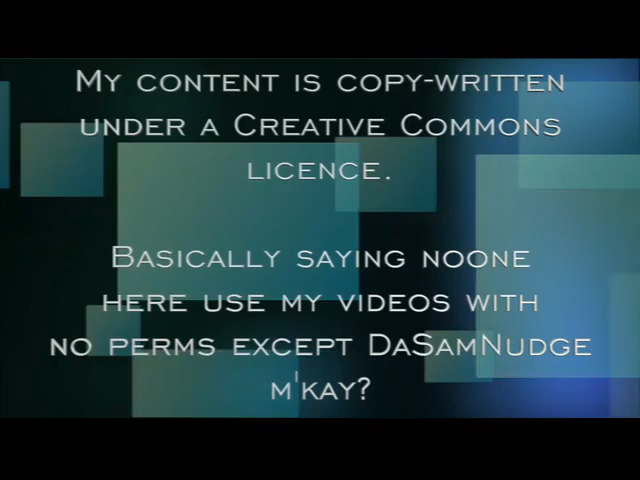 My content is copy-written
under a Creative Commons
licence.
Basically saying noone
here use my videos with
no perms except DaSamNudge
m'kay?